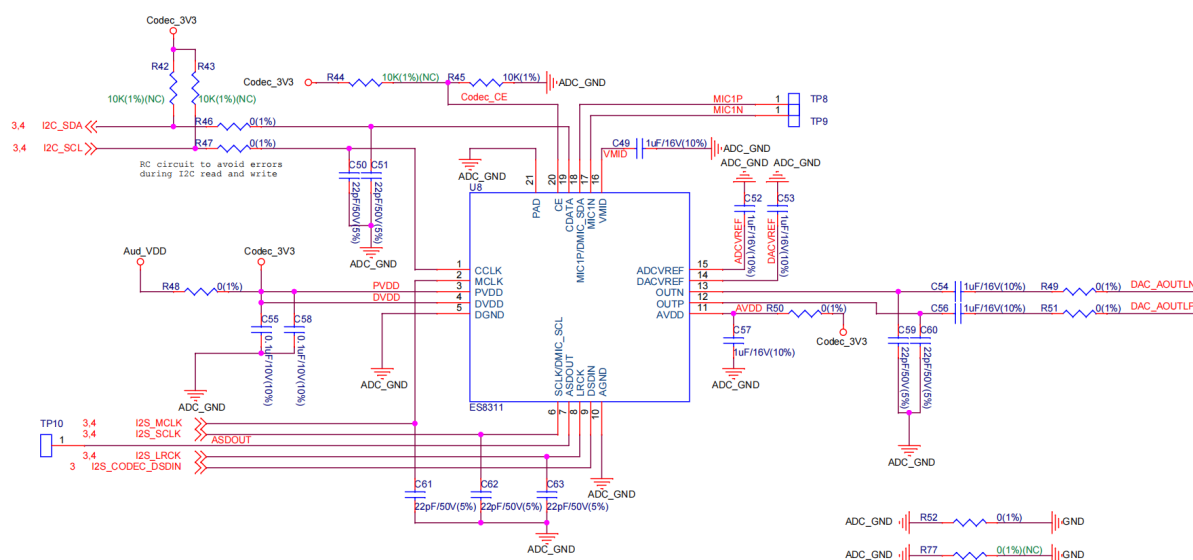 Codec_3V3
R42
R43
10K(1%)(NC)
10K(1%)(NC)
Codec_3V3
R44
10K(1%)(NC)
R45
10K(1%)
ADC_GND
Codec_CE
3,4 I2C_SDA
R46
0(1%)
3,4 I2C_SCL
R47
0(1%)
RC circuit to avoid errors
during I2C read and write
C50
22pF/50V(5%)
C51
22pF/50V(5%)
ADC_GND
MIC1P
1
TP8
MIC1N
1
TP9
C49
1uF/16V(10%)
VMID
ADC_GND
ADC_GND
ADC_GND
ADC_GND
U8
21
20
19
18
17
16
PAD
CE
CDATA
MIC1P/DMIC_SDA
MIC1N
VMID
C52
1uF/16V(10%)
C53
1uF/16V(10%)
ADCVREF
DACVREF
Aud_VDD
Codec_3V3
R48
0(1%)
PVDD
DVDD
C55
0.1uF/10V(10%)
C58
0.1uF/10V(10%)
ADC_GND
ADC_GND
1 CCLK
2 MCLK
3 PVDD
4 DVDD
5 DGND
ADCVREF 15
DACVREF 14
OUTN 13
OUTP 12
AVDD 11
SCLK/DMIC_SCL
ASDOUT
LRCK
DSDIN
AGND
6
7
8
9
10
ES8311
AVDD
R50
0(1%)
Codec_3V3
C57
1uF/16V(10%)
ADC_GND
C54
1uF/16V(10%)
R49
0(1%)
DAC_AOUTLN
C56
1uF/16V(10%)
R51
0(1%)
DAC_AOUTLP
C59
22pF/50V(5%)
C60
22pF/50V(5%)
ADC_GND
TP10
1
3,4 I2S_MCLK
3,4 I2S_SCLK
ASDOUT
3,4 I2S_LRCK
3 I2S_CODEC_DSDIN
C61
22pF/50V(5%)
C62
22pF/50V(5%)
C63
22pF/50V(5%)
ADC_GND
ADC_GND
ADC_GND
R52
0(1%)
GND
ADC_GND
R77
0(1%)(NC)
GND